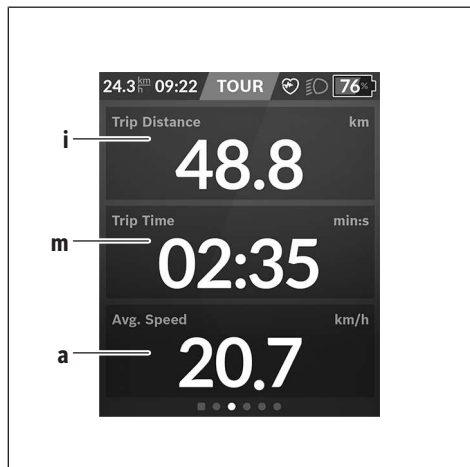 24.3 km/h 09:22 TOUR 76%
Trip Distance km
i
48.8
Trip Time min:s
m
02:35
Avg. Speed km/h
a
20.7